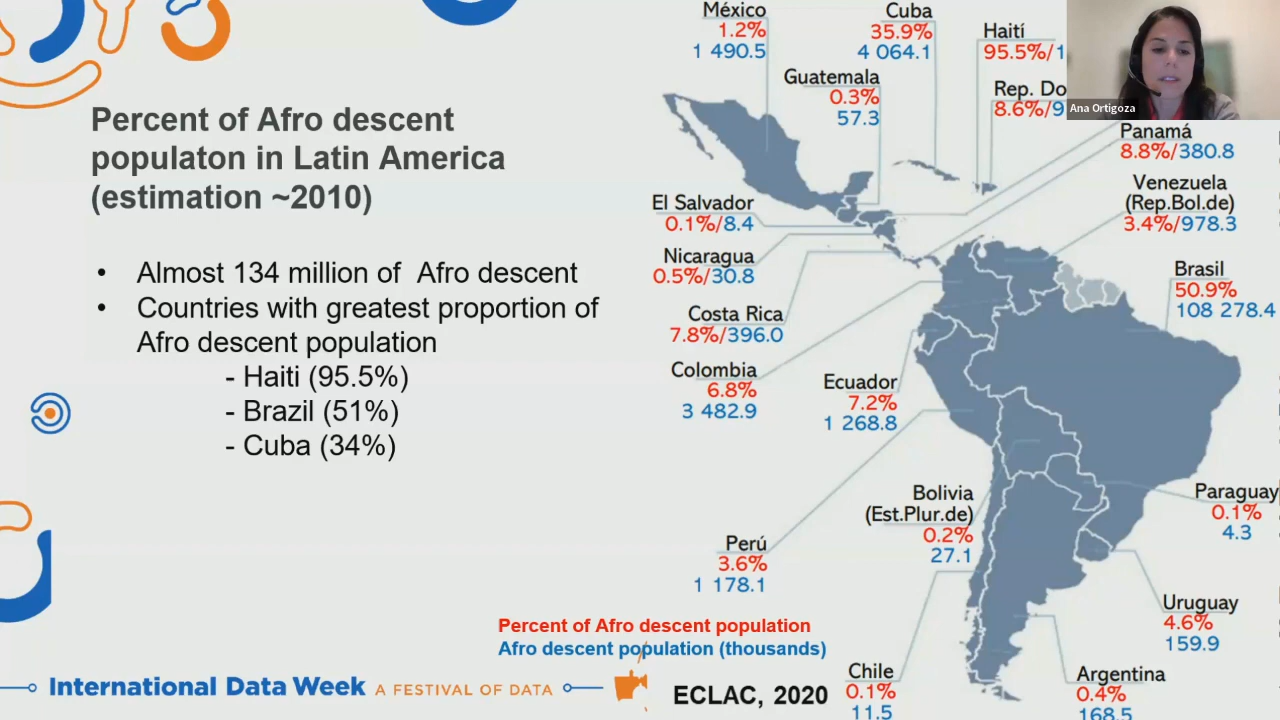 Percent of Afro descent
populaton in Latin America
(estimation ~2010)
• Almost 134 million of Afro descent
• Countries with greatest proportion of
Afro descent population
- Haiti (95.5%)
- Brazil (51%)
- Cuba (34%)
México
1.2%
1 490.5
Cuba
35.9%
4 064.1
Haití
95.5%/1
Guatemala
0.3%
57.3
Rep. Do
8.6%/9
Ana Ortigoza
Panamá
8.8%/380.8
El Salvador
0.1%/8.4
Venezuela
(Rep.Bol.de)
3.4%/978.3
Nicaragua
0.5%/30.8
Brasil
50.9%
108 278.4
Costa Rica
7.8%/396.0
Colombia
6.8%
3 482.9
Ecuador
7.2%
1 268.8
Bolivia
(Est.Plur.de)
0.2%
27.1
Paraguay
0.1%
4.3
Perú
3.6%
1 178.1
Uruguay
4.6%
159.9
Chile
0.1%
11.5
Argentina
0.4%
168.5
Percent of Afro descent population
Afro descent population (thousands)
International Data Week A FESTIVAL OF DATA
ECLAC, 2020